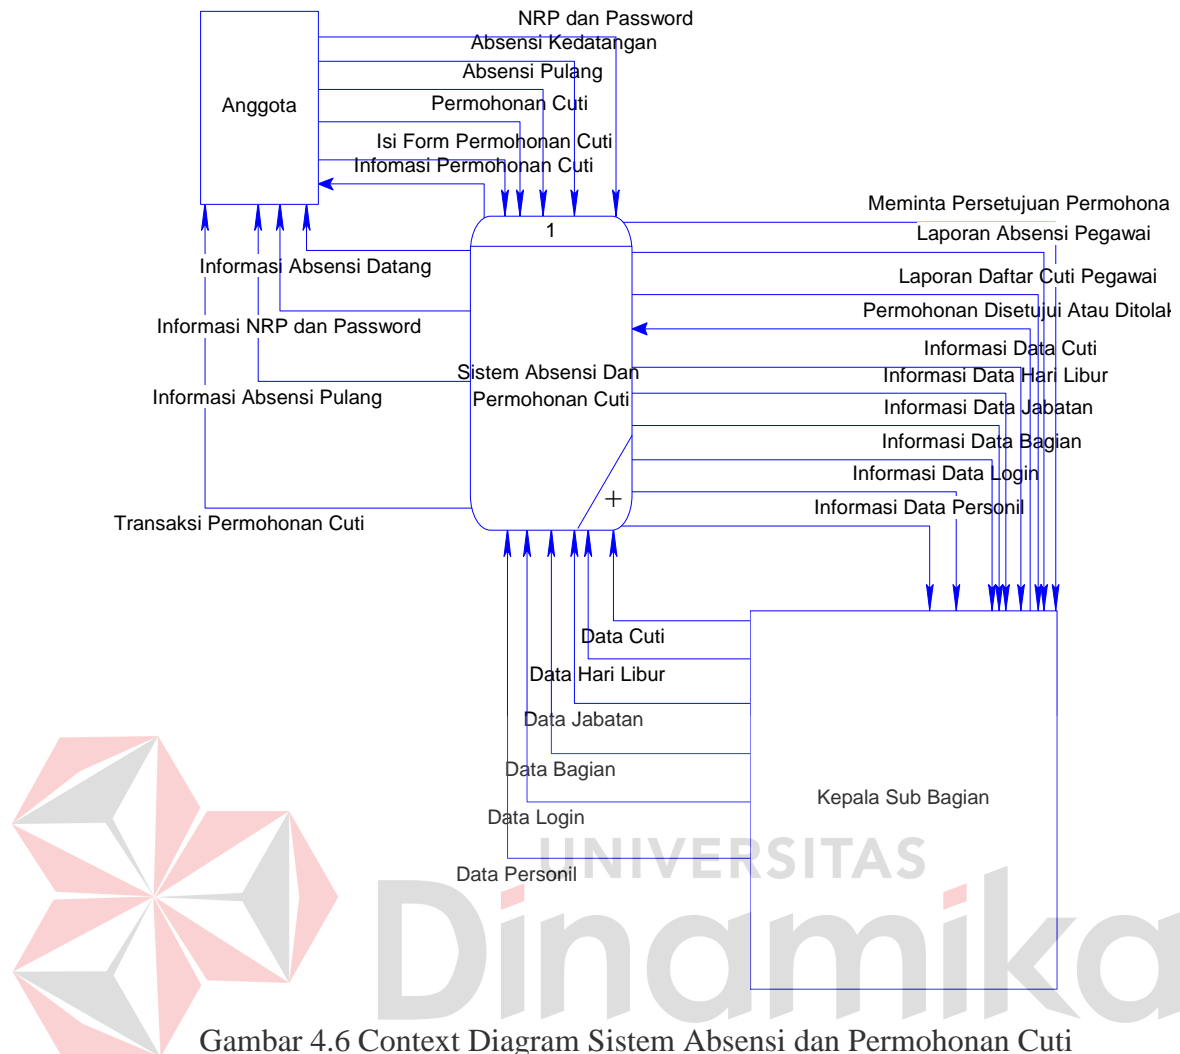 NRP dan Password
Absensi Kedatangan
Absensi Pulang
Permohonan Cuti
Isi Form Permohonan Cuti
Infomasi Permohonan Cuti
Anggota
Informasi Absensi Datang
Informasi NRP dan Password
Informasi Absensi Pulang
Transaksi Permohonan Cuti
1
Sistem Absensi Dan
Permohonan Cuti
+
Meminta Persetujuan Permohona
Laporan Absensi Pegawai
Laporan Daftar Cuti Pegawai
Permohonan Disetujui Atau Ditolak
Informasi Data Cuti
Informasi Data Hari Libur
Informasi Data Jabatan
Informasi Data Bagian
Informasi Data Login
Informasi Data Personil
Data Cuti
Data Hari Libur
Data Jabatan
Data Bagian
Data Login
Data Personil
Kepala Sub Bagian
UNIVERSITAS
Dinamika
Gambar 4.6 Context Diagram Sistem Absensi dan Permohonan Cuti